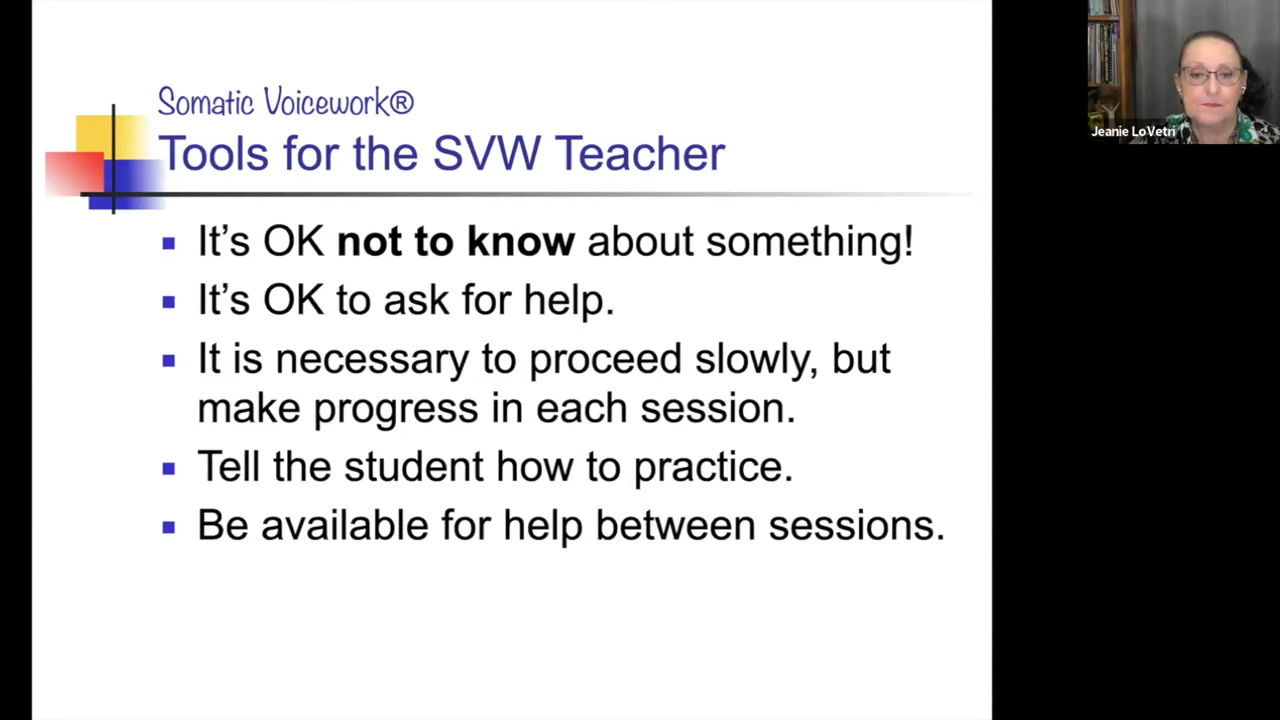 Somatic Voicework®
Tools for the SVW Teacher
It's OK not to know about something!
It's OK to ask for help.
It is necessary to proceed slowly, but
make progress in each session.
Tell the student how to practice.
Be available for help between sessions.
Jeanie LoVetri